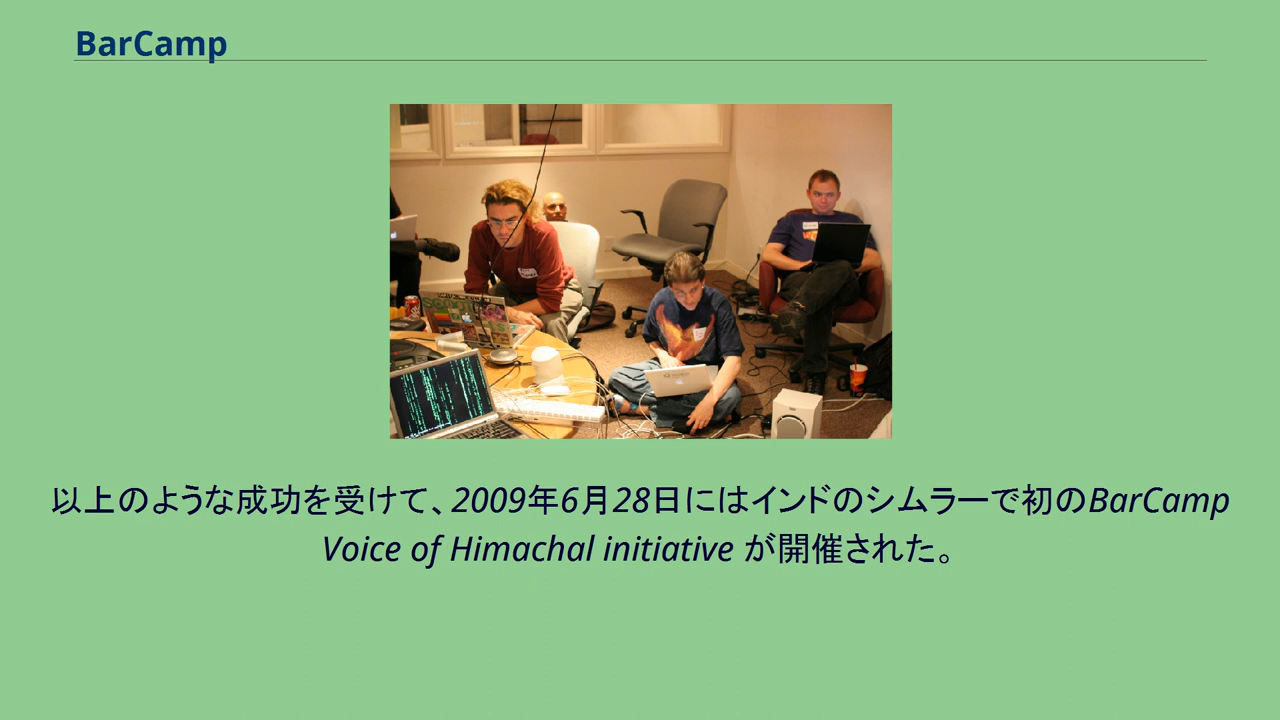 BarCamp
以上のような成功を受けて、2009年6月28日にはインドのシムラーで初のBarCamp
Voice of Himachal initiative が開催された。